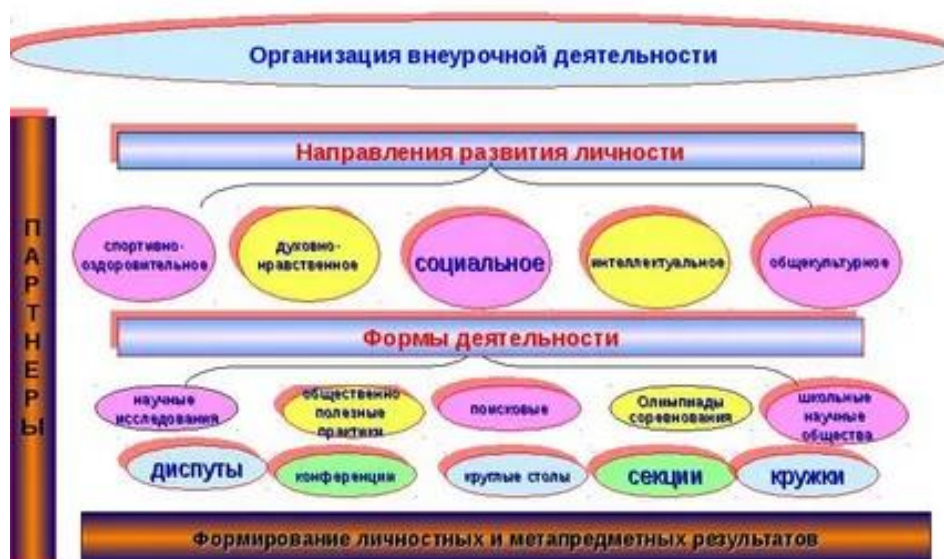 Организация внеурочной деятельности
ПАРТНЕРЫ
Направления развития личности
спортивно-
оздоровительное
духовно-
нравственное
социальное
интеллектуальное
общекультурное
Формы деятельности
научные
исследования
общественно
полезные
практики
поисковые
Олимпиады
соревнования
школьные
научные
общества
диспуты
конференции
круглые столы
секции
кружки
Формирование личностных и метапредметных результатов